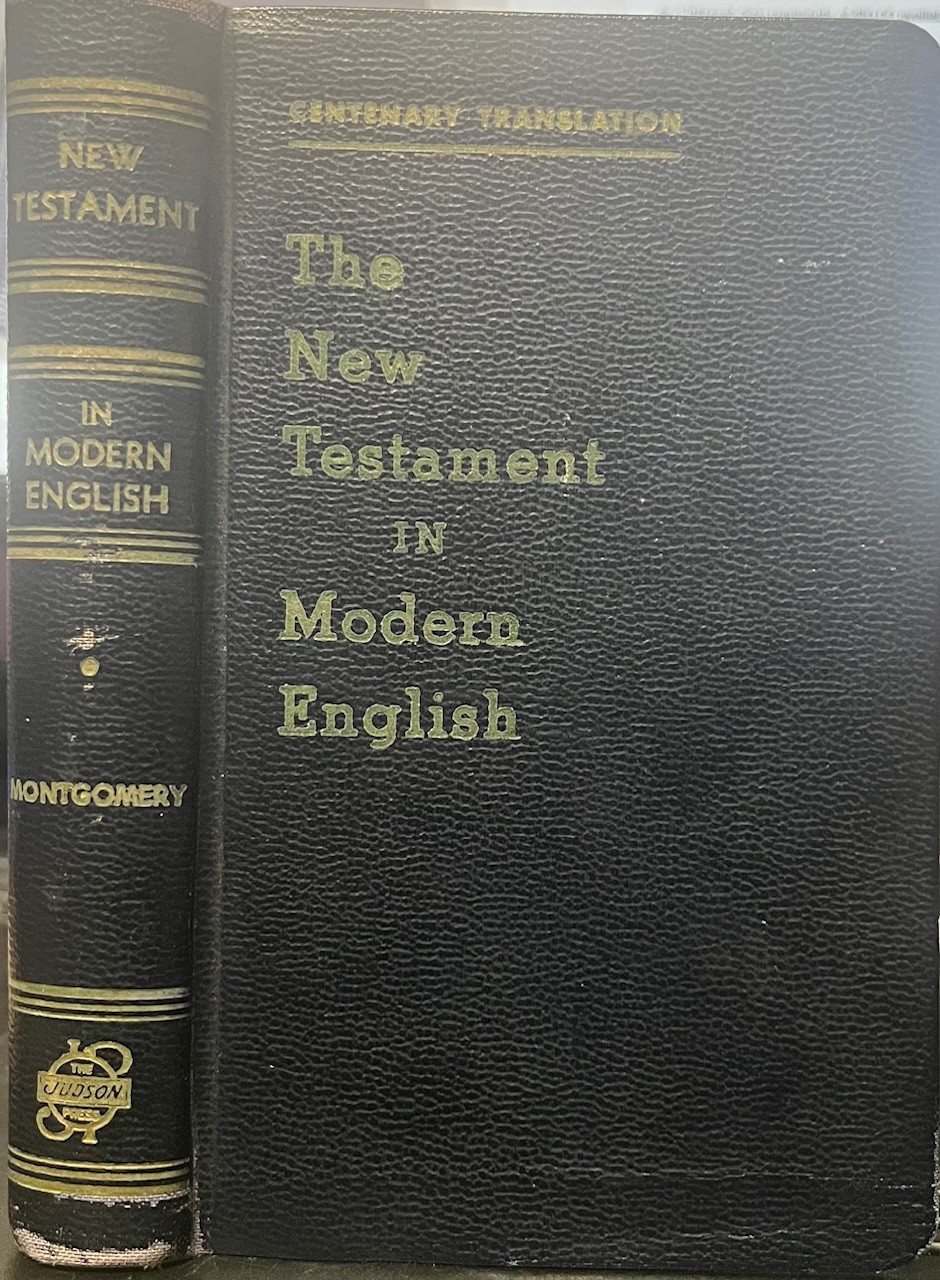 NEW
TESTAMENT
IN
MODERN
ENGLISH
MONTGOMERY
THE
JUDSON
PRESS
CENTENARY TRANSLATION
The
New
Testament
IN
Modern
English